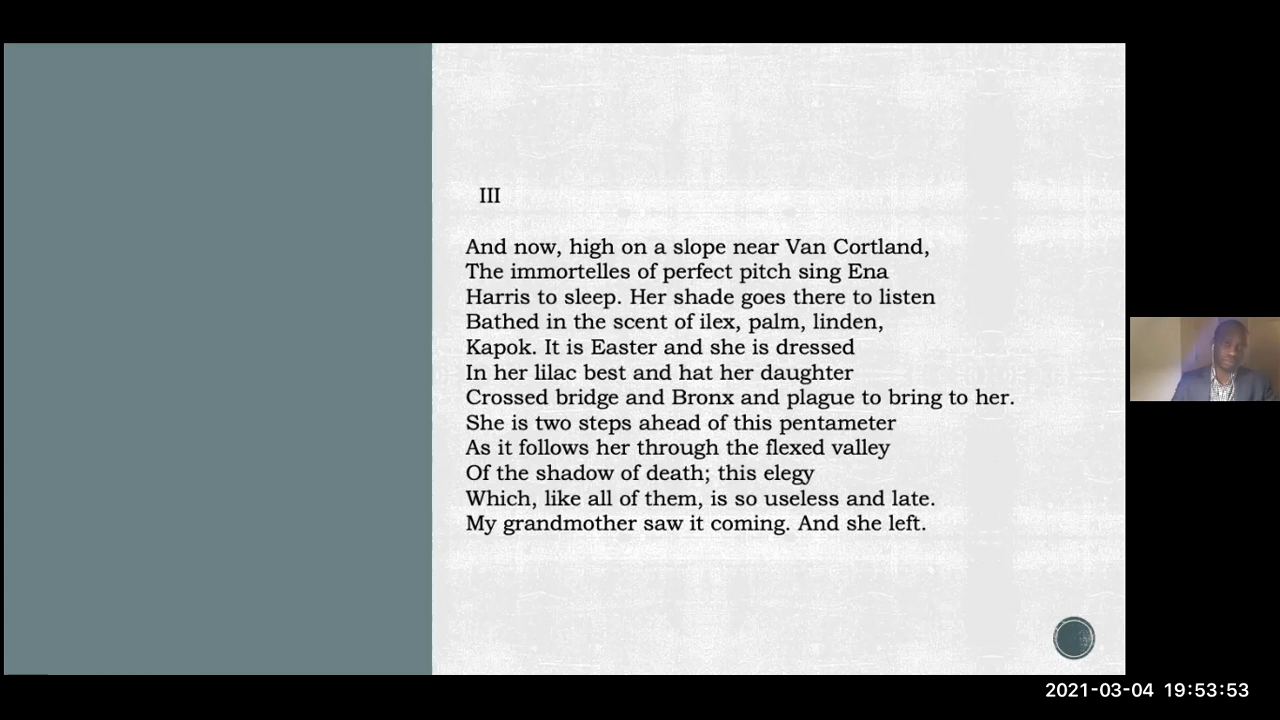 III
And now, high on a slope near Van Cortland,
The immortelles of perfect pitch sing Ena
Harris to sleep. Her shade goes there to listen
Bathed in the scent of ilex, palm, linden,
Kapok. It is Easter and she is dressed
In her lilac best and hat her daughter
Crossed bridge and Bronx and plague to bring to her.
She is two steps ahead of this pentameter
As it follows her through the flexed valley
Of the shadow of death; this elegy
Which, like all of them, is so useless and late.
My grandmother saw it coming. And she left.
2021-03-04 19:53:53